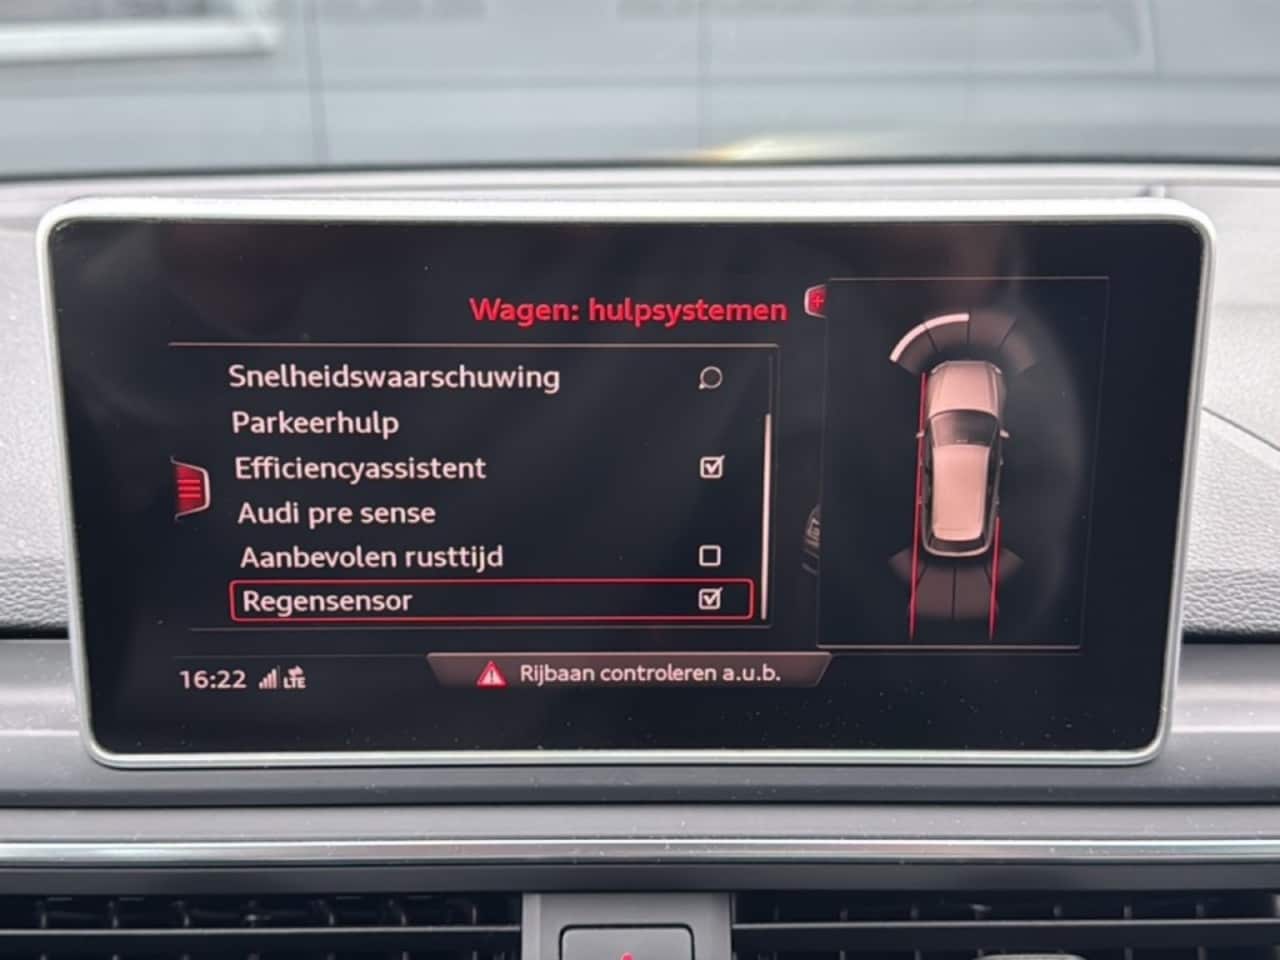 Wagen: hulpsystemen
Snelheidswaarschuwing
Parkeerhulp
Efficiencyassistent
Audi pre sense
Aanbevolen rusttijd
Regensensor
16:22 LTE
Rijbaan controleren a.u.b.